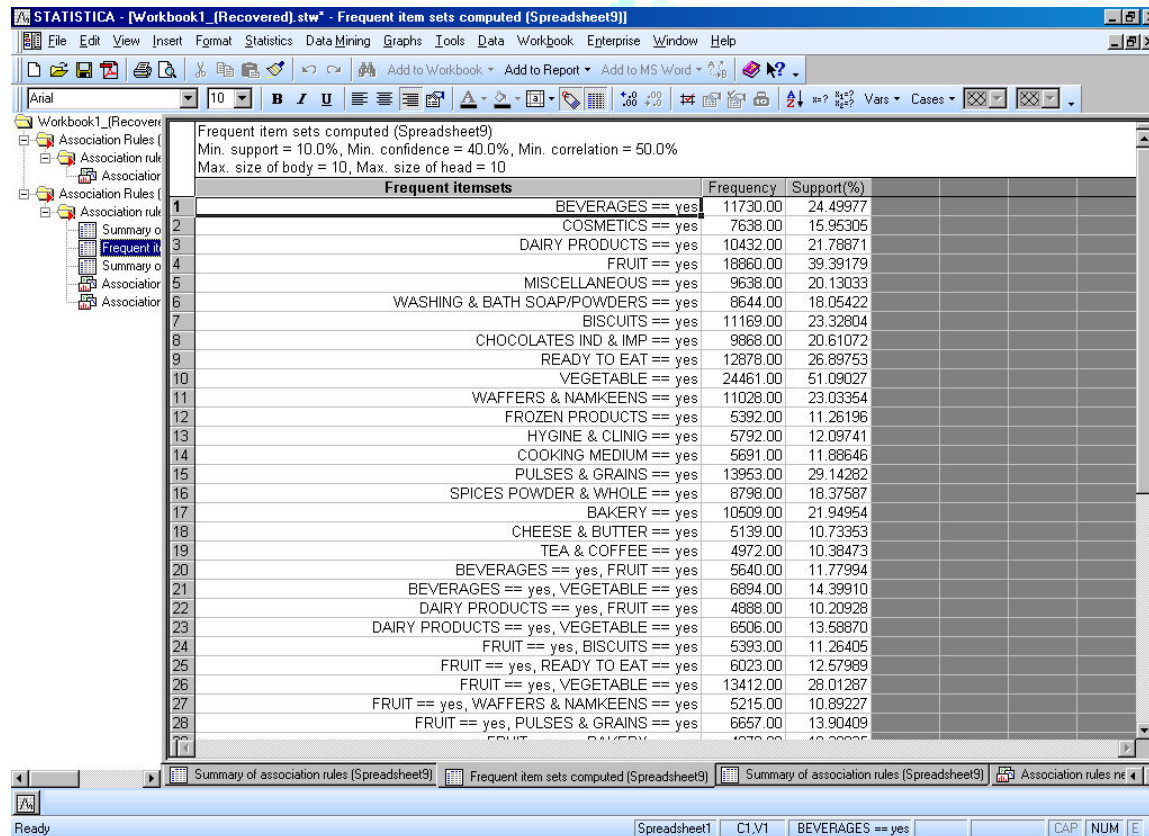 STATISTICA - [Workbook1_(Recovered).stw* - Frequent item sets computed (Spreadsheet9)]
File Edit View Insert Format Statistics Data Mining Graphs Tools Data Workbook Enterprise Window Help
Add to Workbook Add to Report Add to MS Word
Arial 10 B I U A Vars Cases
Workbook1_(Recovere
Association Rules (
Association rule
Association
Association Rules (
Association rule
Summary o
Frequent it
Summary o
Association
Association
Frequent item sets computed (Spreadsheet9)
Min. support = 10.0%, Min. confidence = 40.0%, Min. correlation = 50.0%
Max. size of body = 10, Max. size of head = 10
Frequent itemsets Frequency Support(%)
1 BEVERAGES == yes 11730.00 24.49977
2 COSMETICS == yes 7638.00 15.95305
3 DAIRY PRODUCTS == yes 10432.00 21.78871
4 FRUIT == yes 18860.00 39.39179
5 MISCELLANEOUS == yes 9638.00 20.13033
6 WASHING & BATH SOAP/POWDERS == yes 8644.00 18.05422
7 BISCUITS == yes 11169.00 23.32804
8 CHOCOLATES IND & IMP == yes 9868.00 20.61072
9 READY TO EAT == yes 12878.00 26.89753
10 VEGETABLE == yes 24461.00 51.09027
11 WAFFERS & NAMKEENS == yes 11028.00 23.03354
12 FROZEN PRODUCTS == yes 5392.00 11.26196
13 HYGINE & CLINIG == yes 5792.00 12.09741
14 COOKING MEDIUM == yes 5691.00 11.88646
15 PULSES & GRAINS == yes 13953.00 29.14282
16 SPICES POWDER & WHOLE == yes 8798.00 18.37587
17 BAKERY == yes 10509.00 21.94954
18 CHEESE & BUTTER == yes 5139.00 10.73353
19 TEA & COFFEE == yes 4972.00 10.38473
20 BEVERAGES == yes, FRUIT == yes 5640.00 11.77994
21 BEVERAGES == yes, VEGETABLE == yes 6894.00 14.39910
22 DAIRY PRODUCTS == yes, FRUIT == yes 4888.00 10.20928
23 DAIRY PRODUCTS == yes, VEGETABLE == yes 6506.00 13.58870
24 FRUIT == yes, BISCUITS == yes 5393.00 11.26405
25 FRUIT == yes, READY TO EAT == yes 6023.00 12.57989
26 FRUIT == yes, VEGETABLE == yes 13412.00 28.01287
27 FRUIT == yes, WAFFERS & NAMKEENS == yes 5215.00 10.89227
28 FRUIT == yes, PULSES & GRAINS == yes 6657.00 13.90409
Summary of association rules (Spreadsheet9) Frequent item sets computed (Spreadsheet9) Summary of association rules (Spreadsheet9) Association rules ne
Ready Spreadsheet1 C1,V1 BEVERAGES == yes CAP NUM E